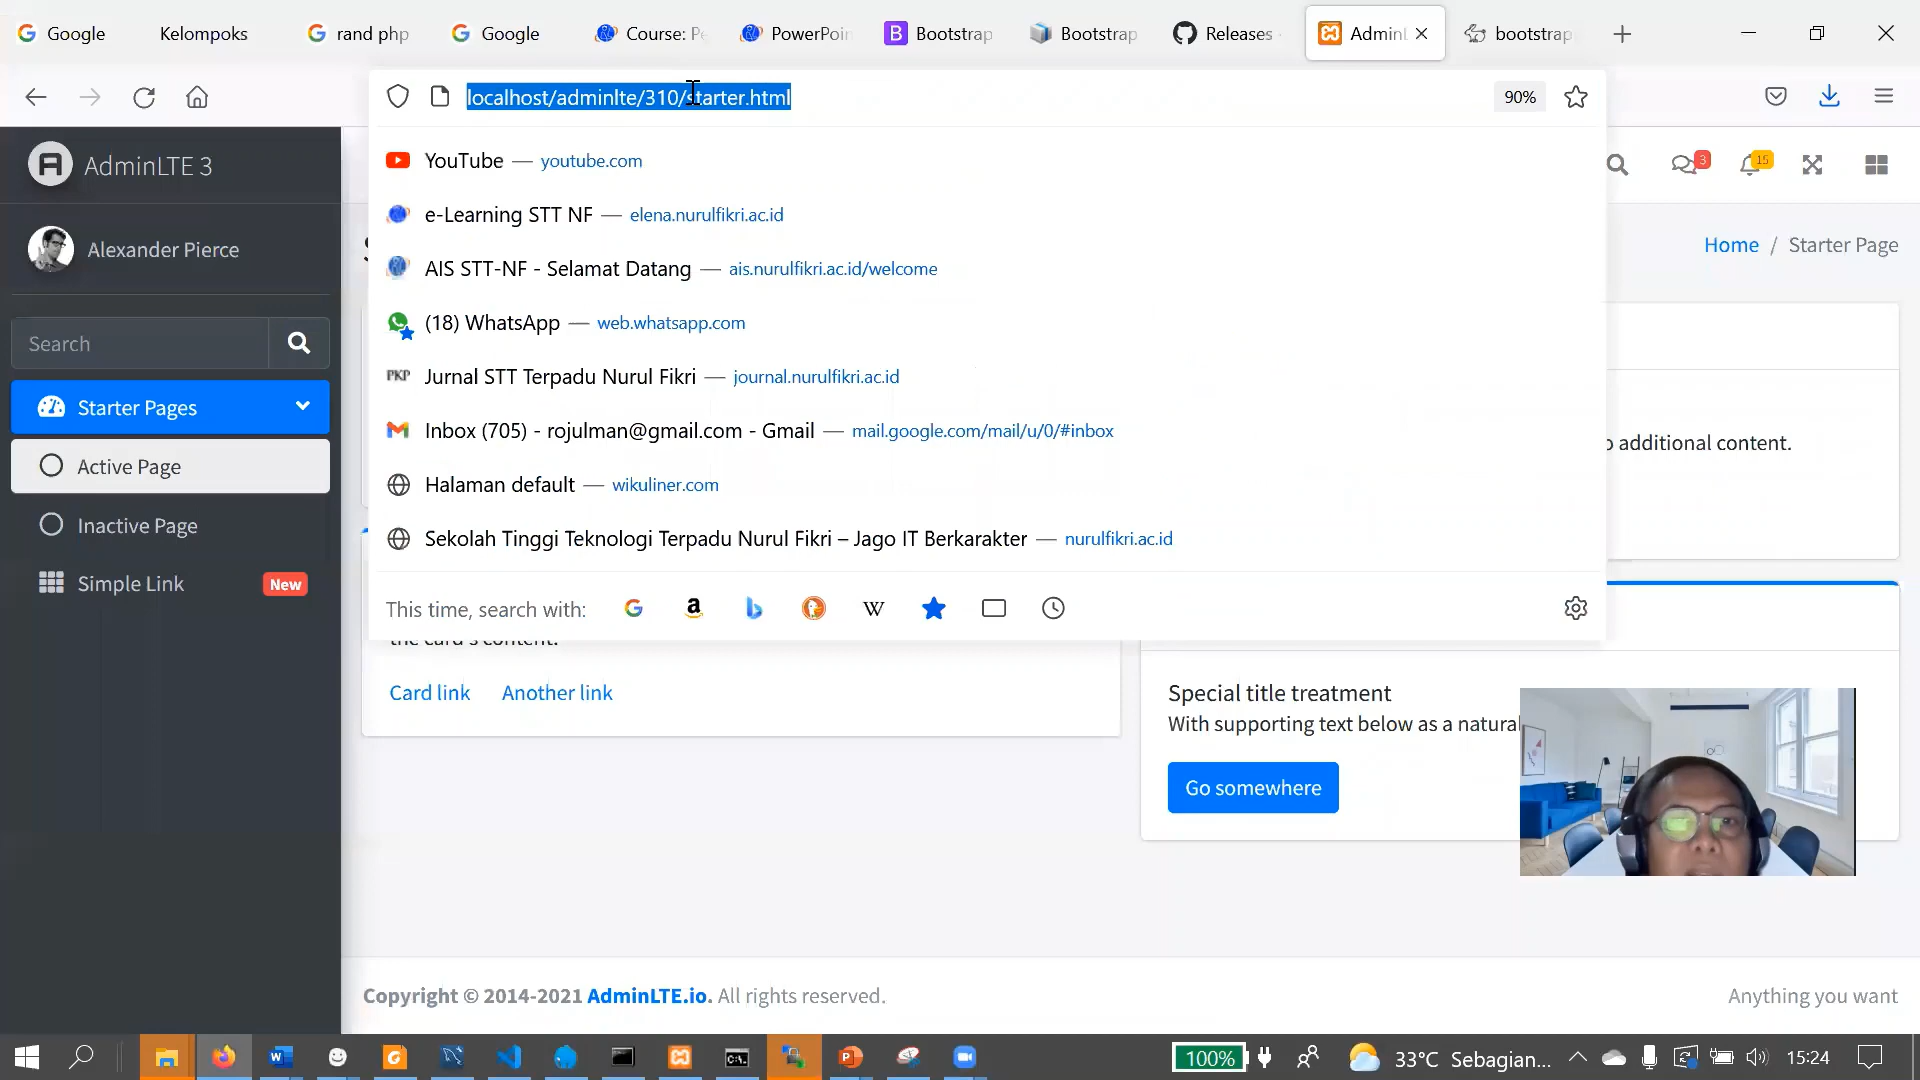 Google
Kelompoks
rand php
Google
Course: Pe
PowerPoin
Bootstrap
Bootstrap
Releases
AdminL
bootstrap
localhost/adminlte/310/starter.html
90%
AdminLTE 3
YouTube — youtube.com
3
15
e-Learning STT NF — elena.nurulfikri.ac.id
Alexander Pierce
Home / Starter Page
AIS STT-NF - Selamat Datang — ais.nurulfikri.ac.id/welcome
(18) WhatsApp — web.whatsapp.com
Search
PKP Jurnal STT Terpadu Nurul Fikri — journal.nurulfikri.ac.id
Starter Pages
Inbox (705) - rojulman@gmail.com - Gmail — mail.google.com/mail/u/0/#inbox
additional content.
Active Page
Halaman default — wikuliner.com
Inactive Page
Sekolah Tinggi Teknologi Terpadu Nurul Fikri – Jago IT Berkarakter — nurulfikri.ac.id
Simple Link
New
This time, search with:
the card's content.
Card link
Another link
Special title treatment
With supporting text below as a natural
Go somewhere
Copyright © 2014-2021 AdminLTE.io. All rights reserved.
Anything you want
100%
33°C Sebagian...
15:24